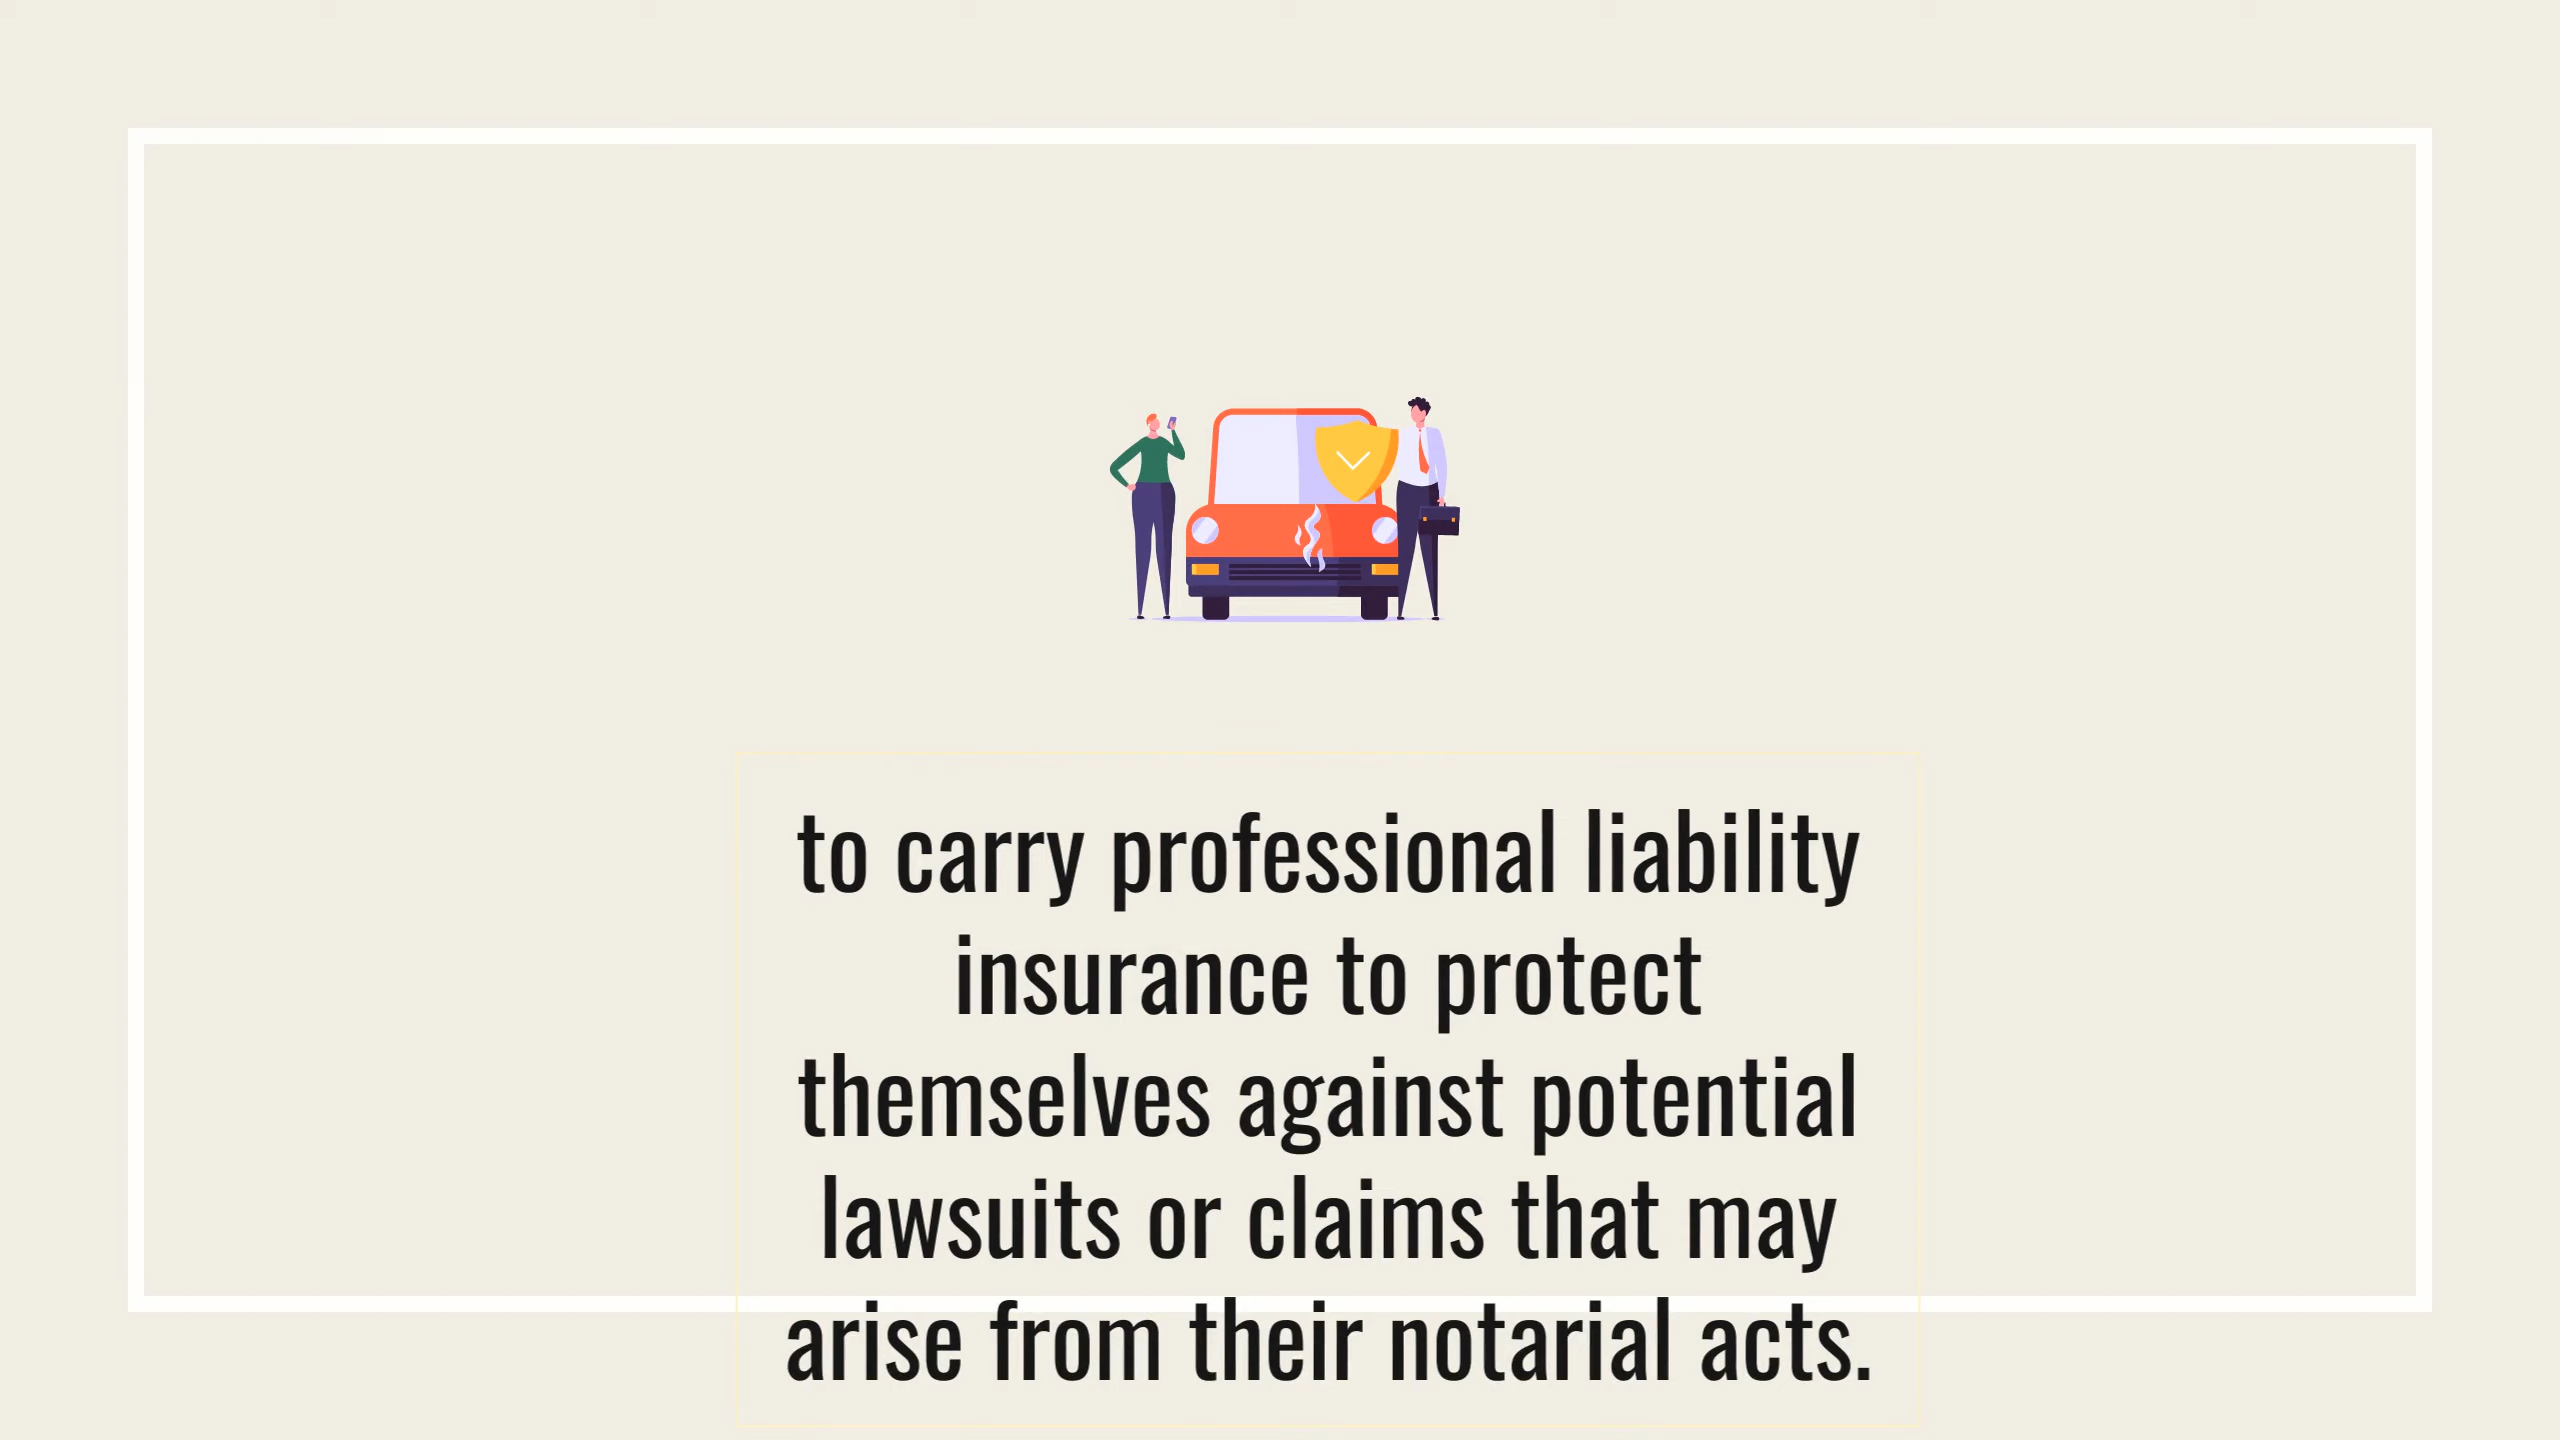 to carry professional liability
insurance to protect
themselves against potential
lawsuits or claims that may
arise from their notarial acts.